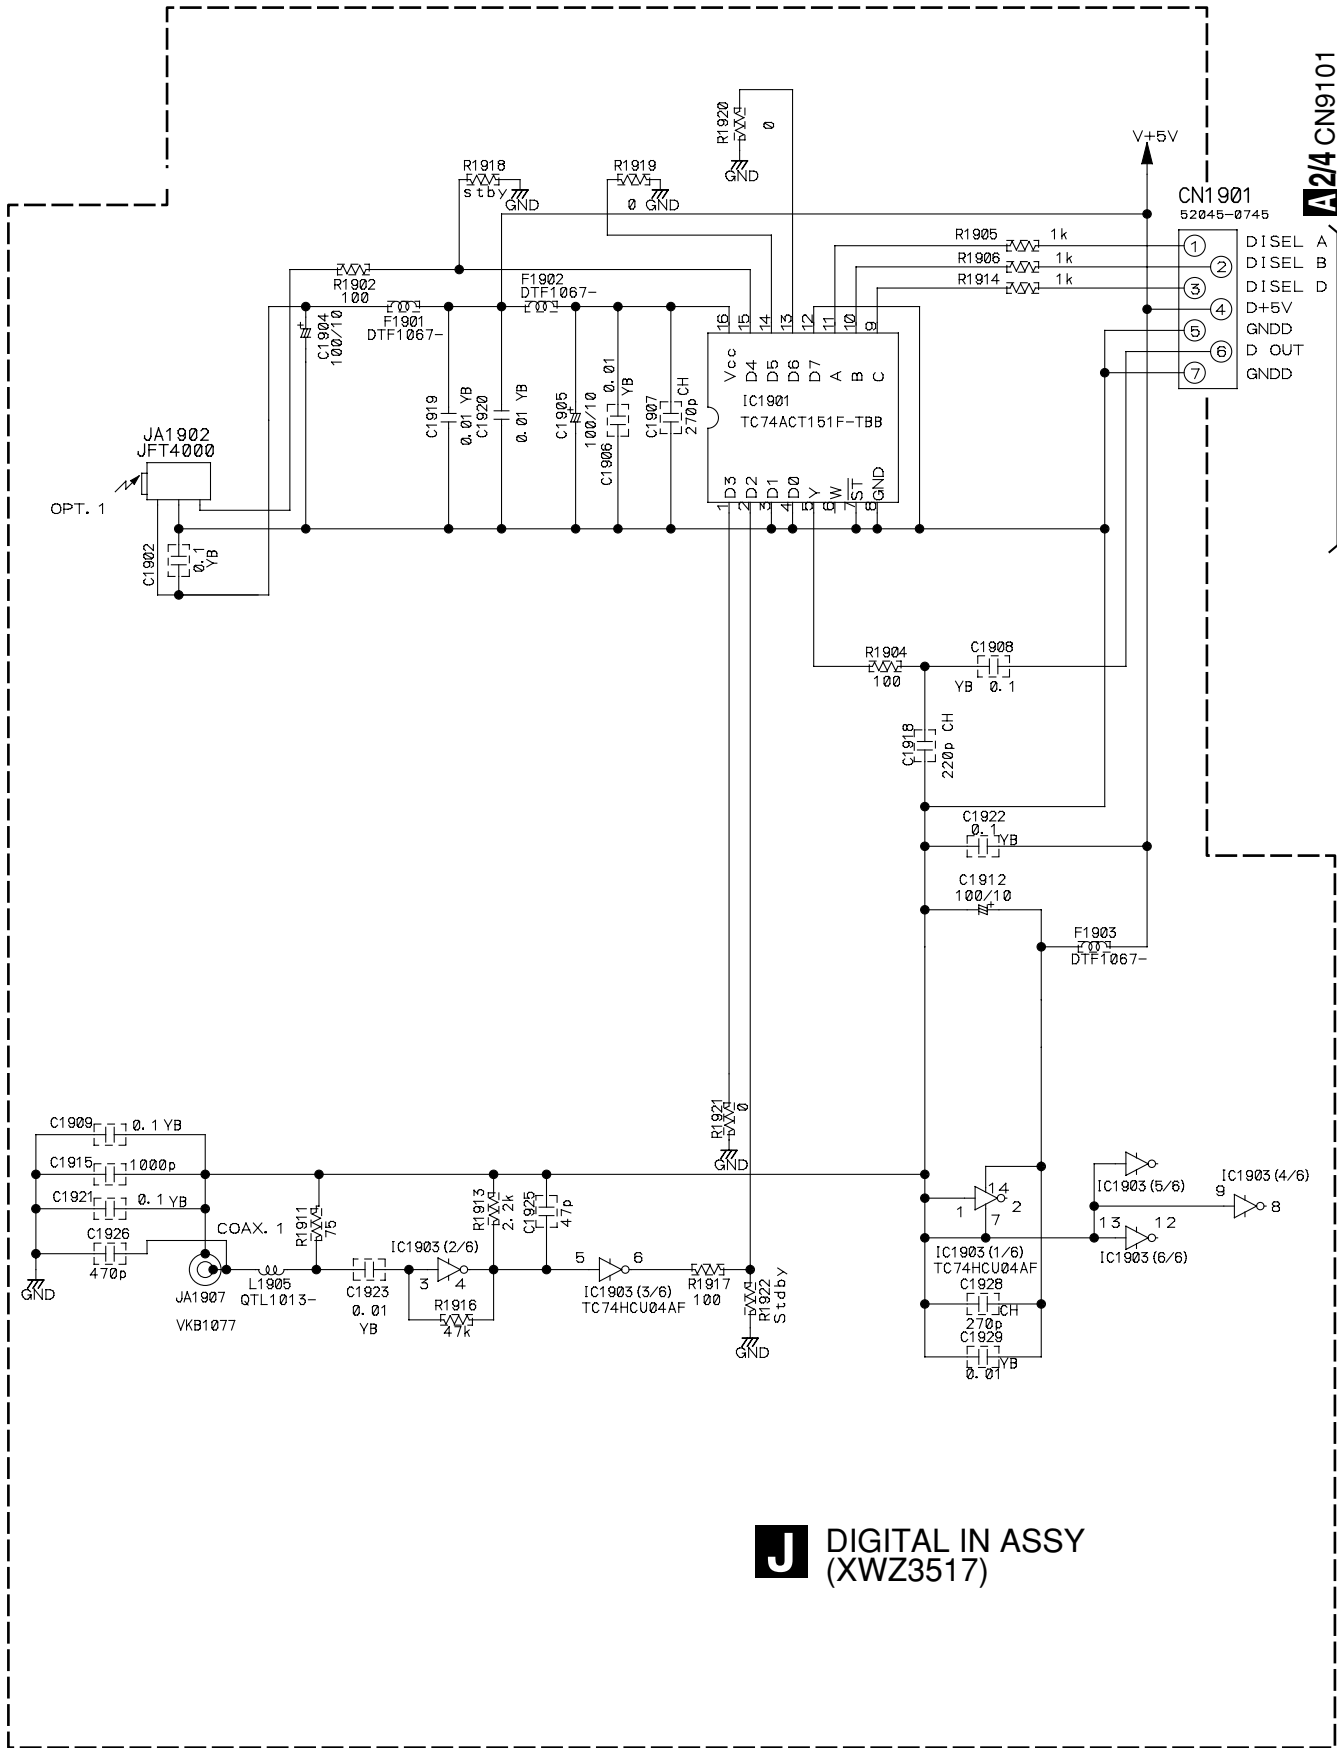 A 2/4 CN9101
R1920
0
GND
V+5V
R1918
stby
GND
R1919
0 GND
CN1901
52045-0745
R1905 1k
1
DISEL A
R1906 1k
2
DISEL B
R1914 1k
3
DISEL D
4
D+5V
5
GNDD
6
D OUT
7
GNDD
R1902
100
F1901
DTF1067-
F1902
DTF1067-
C1904
100/10
C1919
0.01 YB
C1920
0.01 YB
C1905
100/10
C1906
0.01
YB
C1907
270p
CH
16 15 14 13 12 11 10 9
Vcc D4 D5 D6 D7 A B C
IC1901
TC74ACT151F-TBB
D3 D2 D1 D0 Y W ST GND
1 2 3 4 5 6 7 8
JA1902
JFT4000
OPT. 1
C1902
0.1
YB
R1904
100
C1908
YB 0.1
C1918
220p CH
C1922
0.1
YB
C1912
100/10
+
F1903
DTF1067-
R1921
0
GND
C1909 0.1 YB
C1915 1000p
C1921 0.1 YB
C1926
470p
GND
COAX. 1
JA1907
VKB1077
L1905
QTL1013-
R1911
75
C1923
0.01
YB
IC1903(2/6)
3 4
R1916
47k
R1913
2.2k
C1925
47p
5 6
IC1903(3/6)
TC74HCU04AF
R1917
100
R1922
Stdby
GND
14
1 2
7
IC1903(1/6)
TC74HCU04AF
C1928
CH
270p
C1929
YB
0.01
IC1903(5/6)
IC1903(4/6)
9 8
13 12
IC1903(6/6)
J DIGITAL IN ASSY
(XWZ3517)